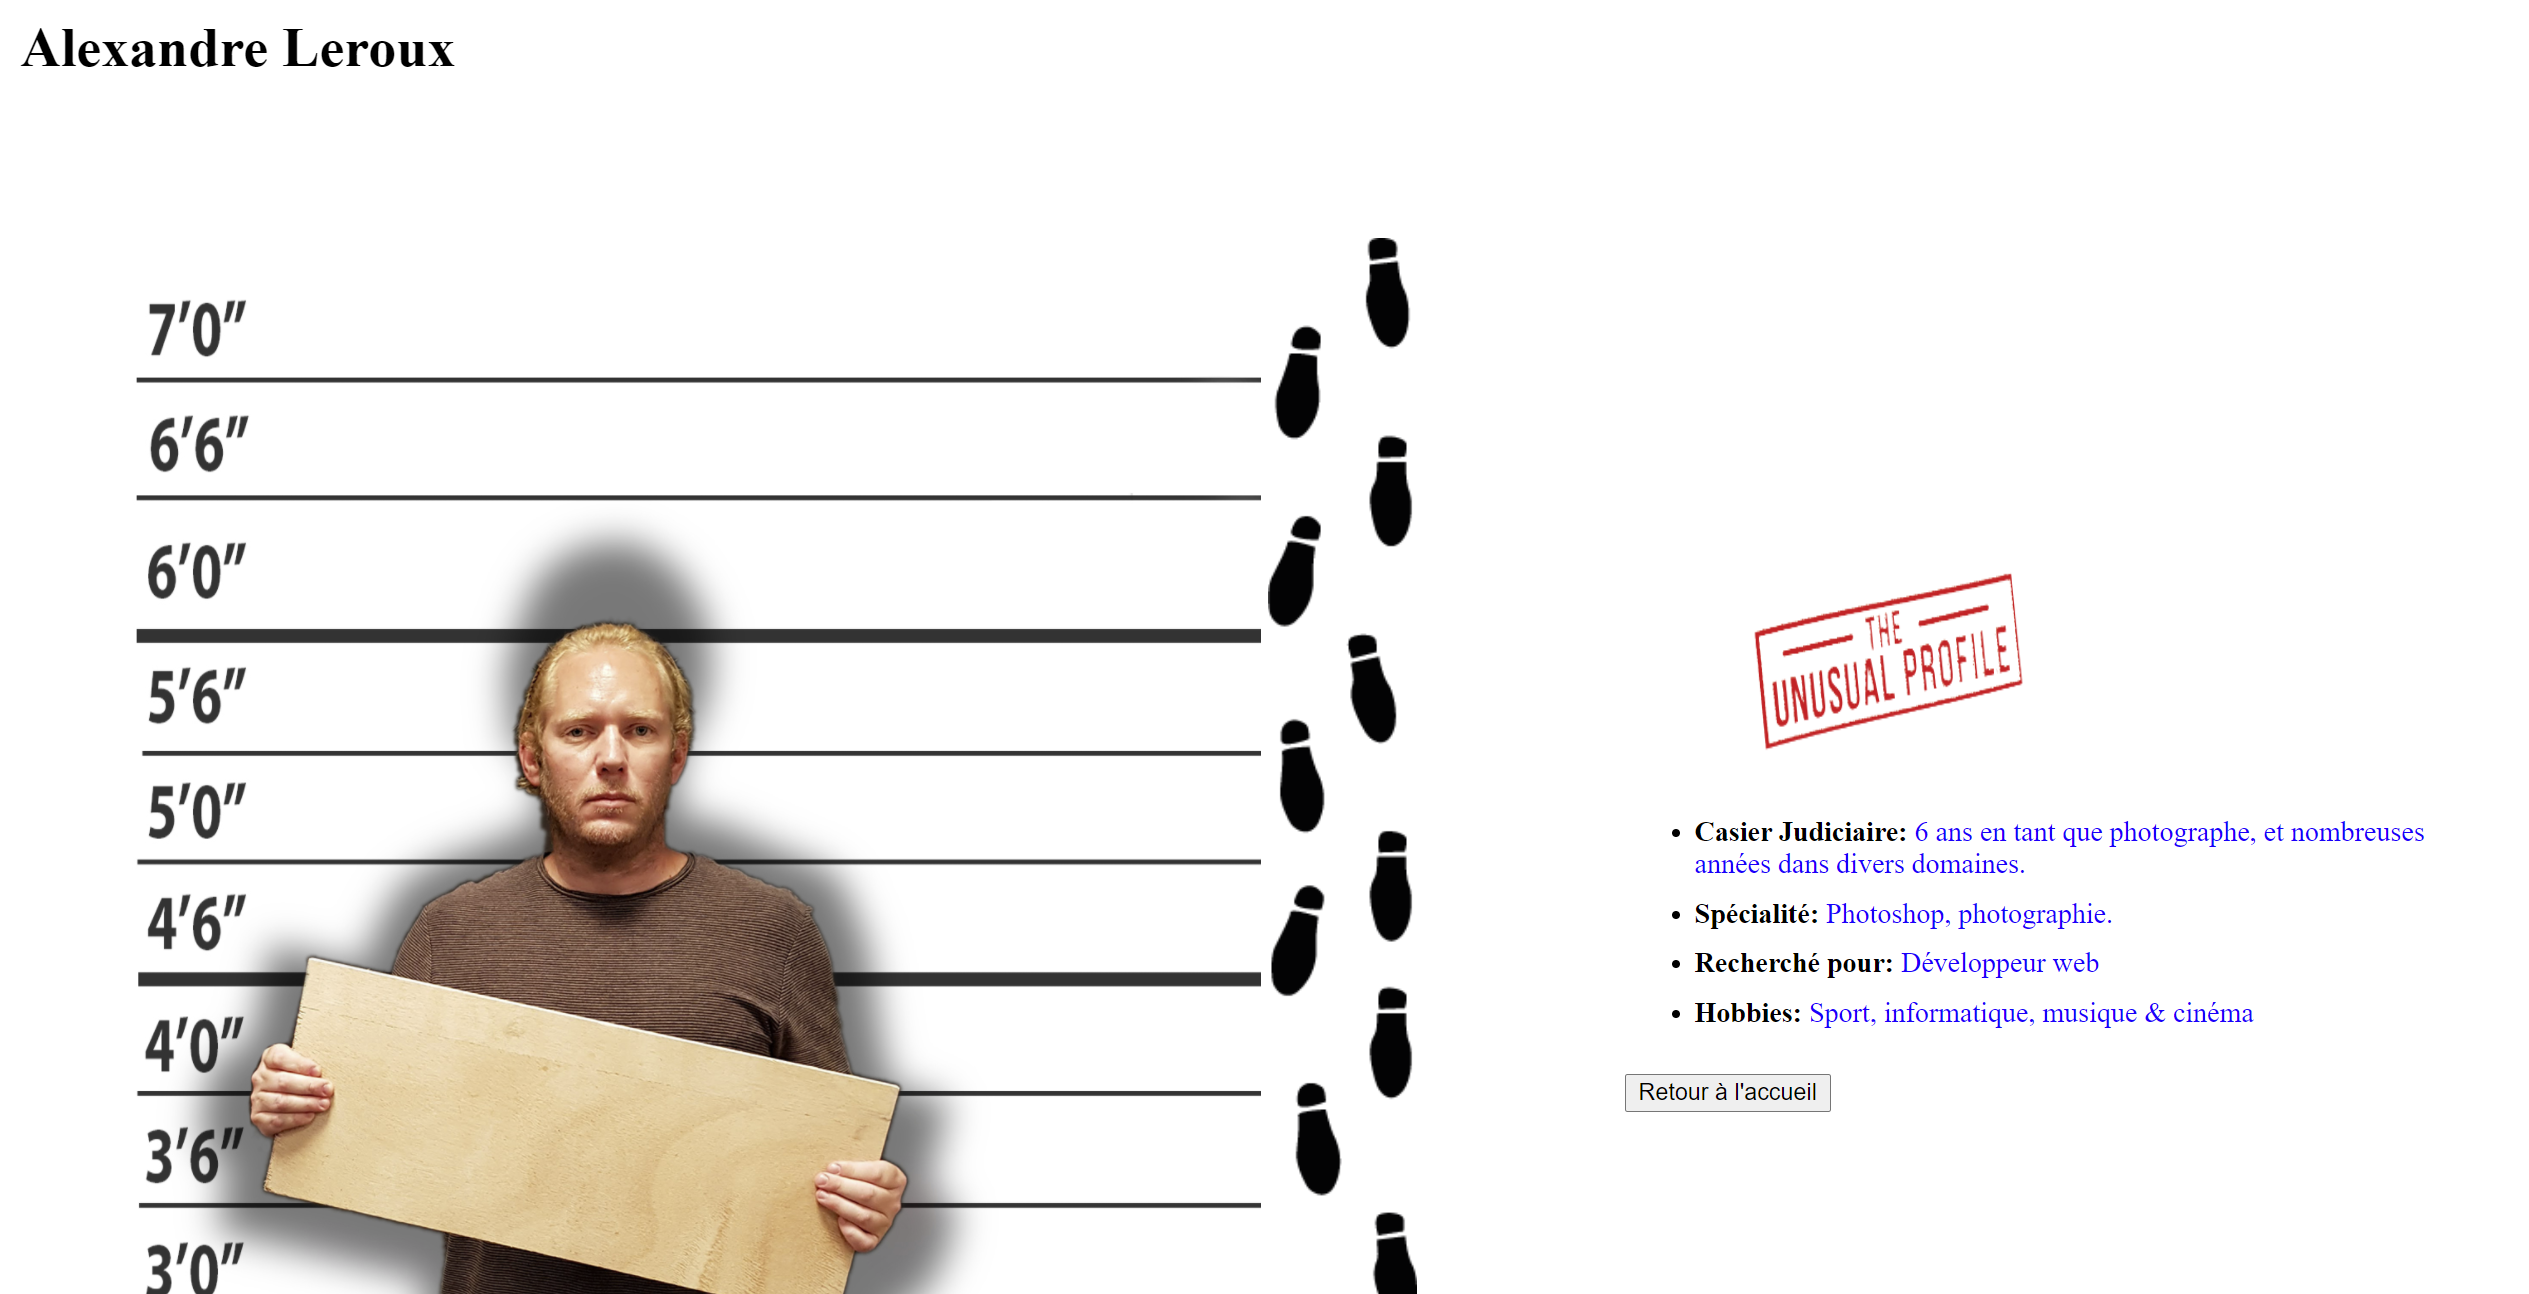 Alexandre Leroux
7'0"
6'6"
6'0"
5'6"
5'0"
4'6"
4'0"
3'6"
3'0"
THE
UNUSUAL PROFILE
Casier Judiciaire: 6 ans en tant que photographe, et nombreuses
années dans divers domaines.
Spécialité: Photoshop, photographie.
Recherché pour: Développeur web
Hobbies: Sport, informatique, musique & cinéma
Retour à l'accueil